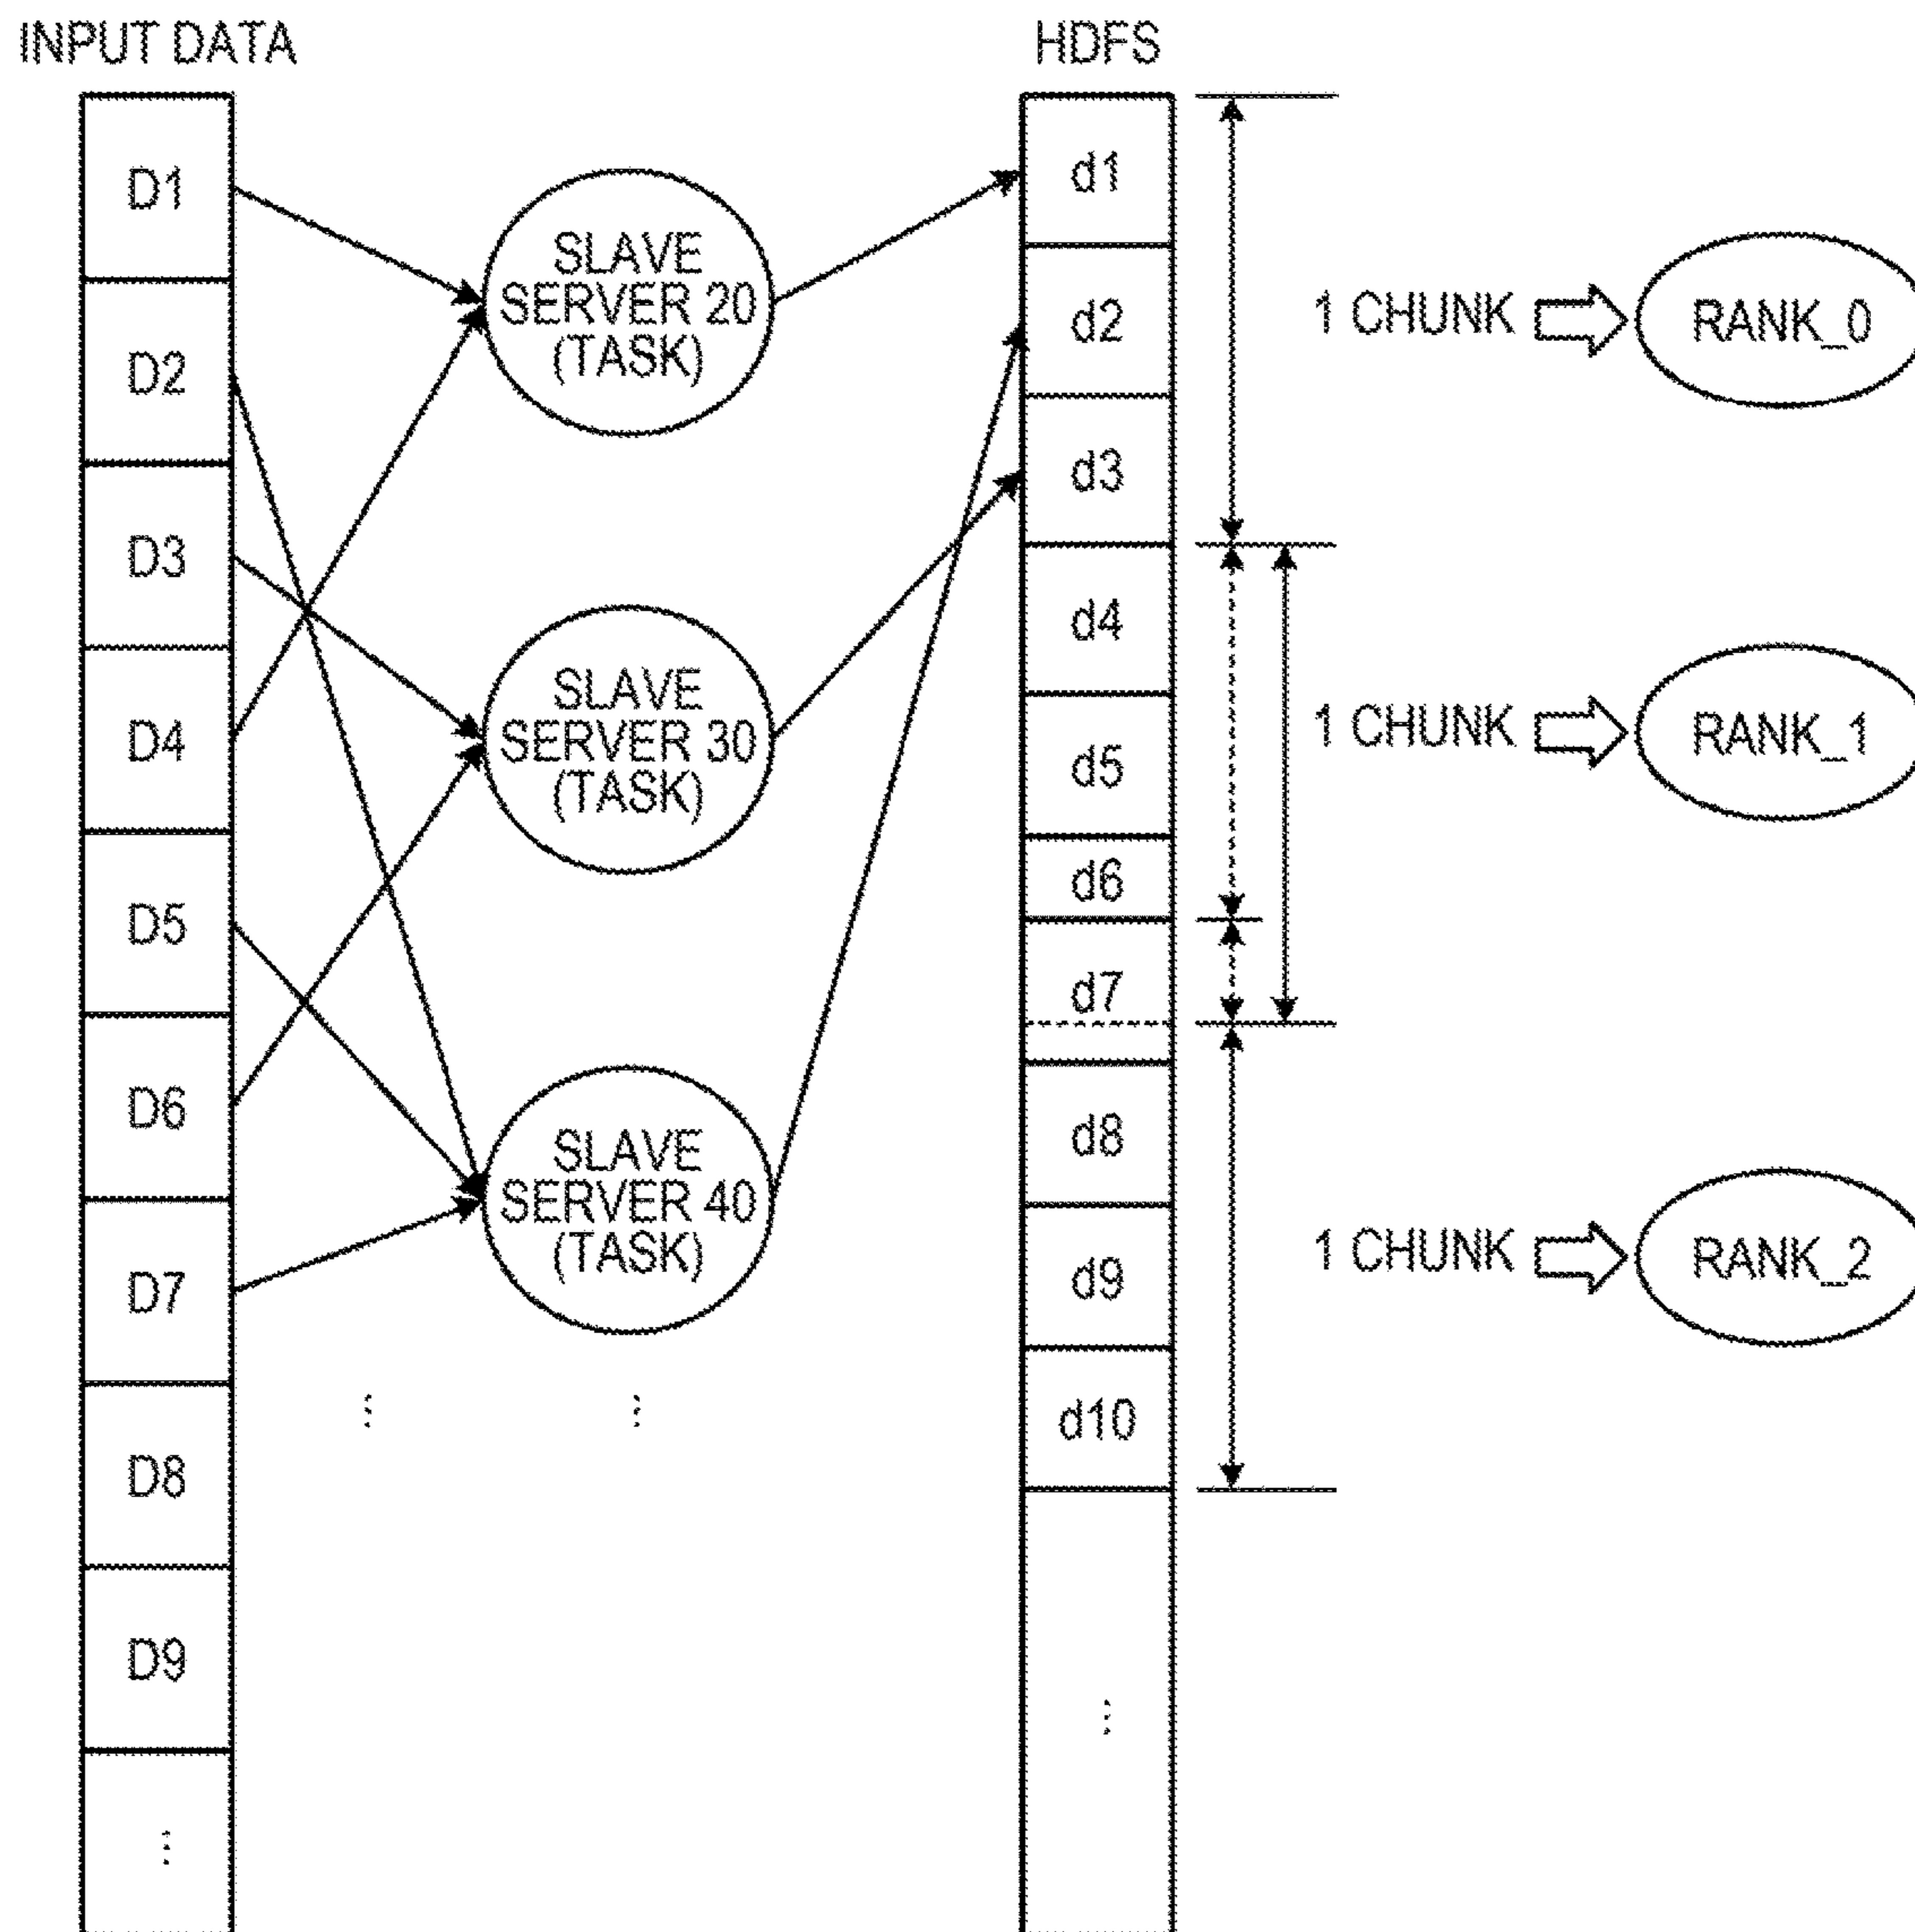 INPUT DATA
D1
D2
D3
D4
D5
D6
D7
D8
D9
⋮
SLAVE
SERVER 20
(TASK)
SLAVE
SERVER 30
(TASK)
SLAVE
SERVER 40
(TASK)
⋮
⋮
HDFS
d1
d2
d3
d4
d5
d6
d7
d8
d9
d10
⋮
1 CHUNK
RANK_0
1 CHUNK
RANK_1
1 CHUNK
RANK_2